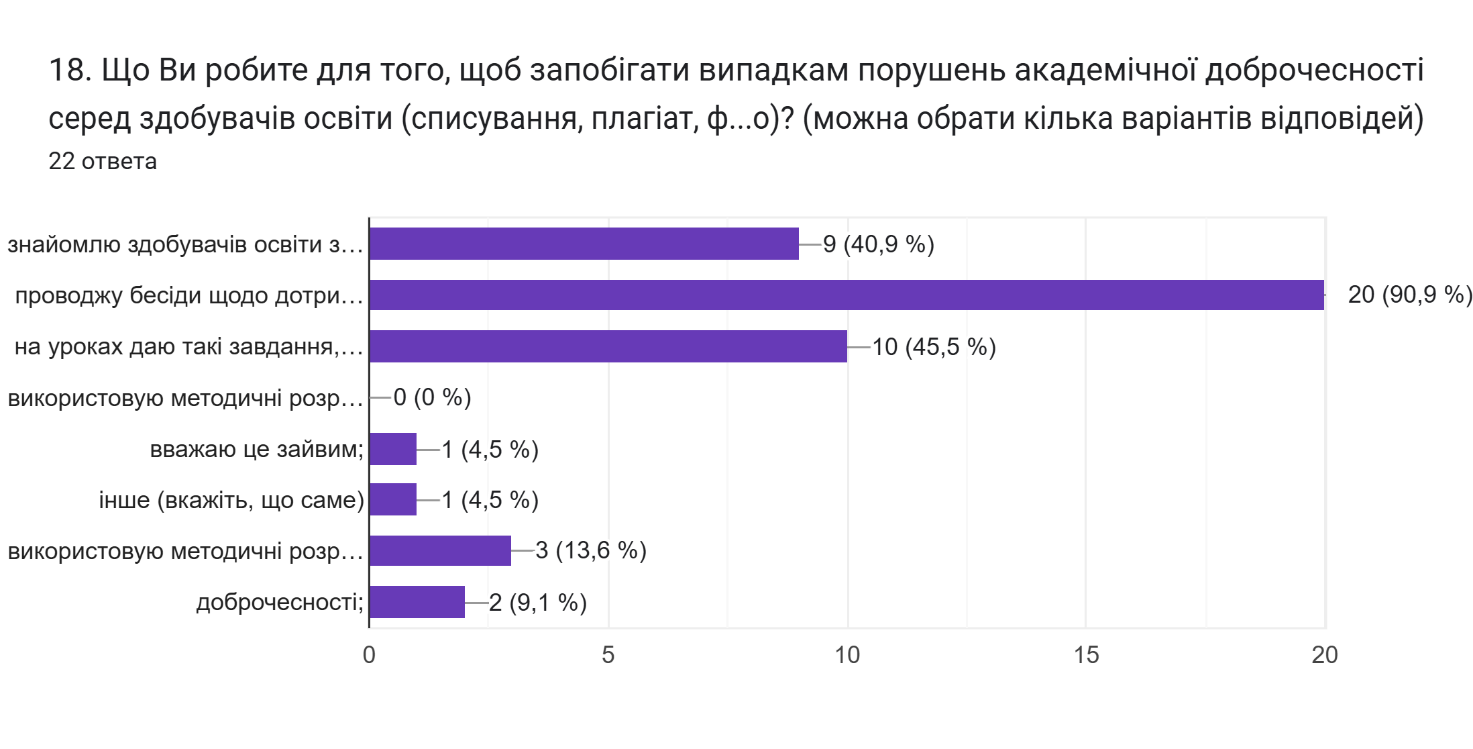 18. Що Ви робите для того, щоб запобігати випадкам порушень академічної доброчесності
серед здобувачів освіти (списування, плагіат, ф...о)? (можна обрати кілька варіантів відповідей)
22 ответа
знайомлю здобувачів освіти з… 9 (40,9 %)
проводжу бесіди щодо дотри… 20 (90,9 %)
на уроках даю такі завдання,… 10 (45,5 %)
використовую методичні розр… 0 (0 %)
вважаю це зайвим; 1 (4,5 %)
інше (вкажіть, що саме) 1 (4,5 %)
використовую методичні розр… 3 (13,6 %)
доброчесності; 2 (9,1 %)
0 5 10 15 20